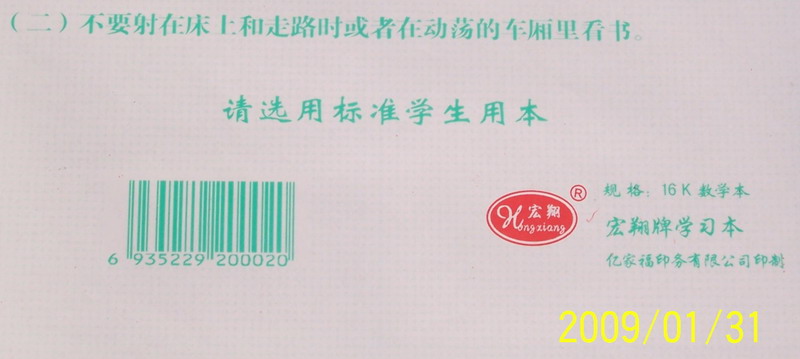 （二）不要射在床上和走路时或者在动荡的车厢里看书。
请选用标准学生用本
6 935229 200020
宏翔
Hongxiang
®
规格：16K 数学本
宏翔牌学习本
亿家福印务有限公司印制
2009/01/31